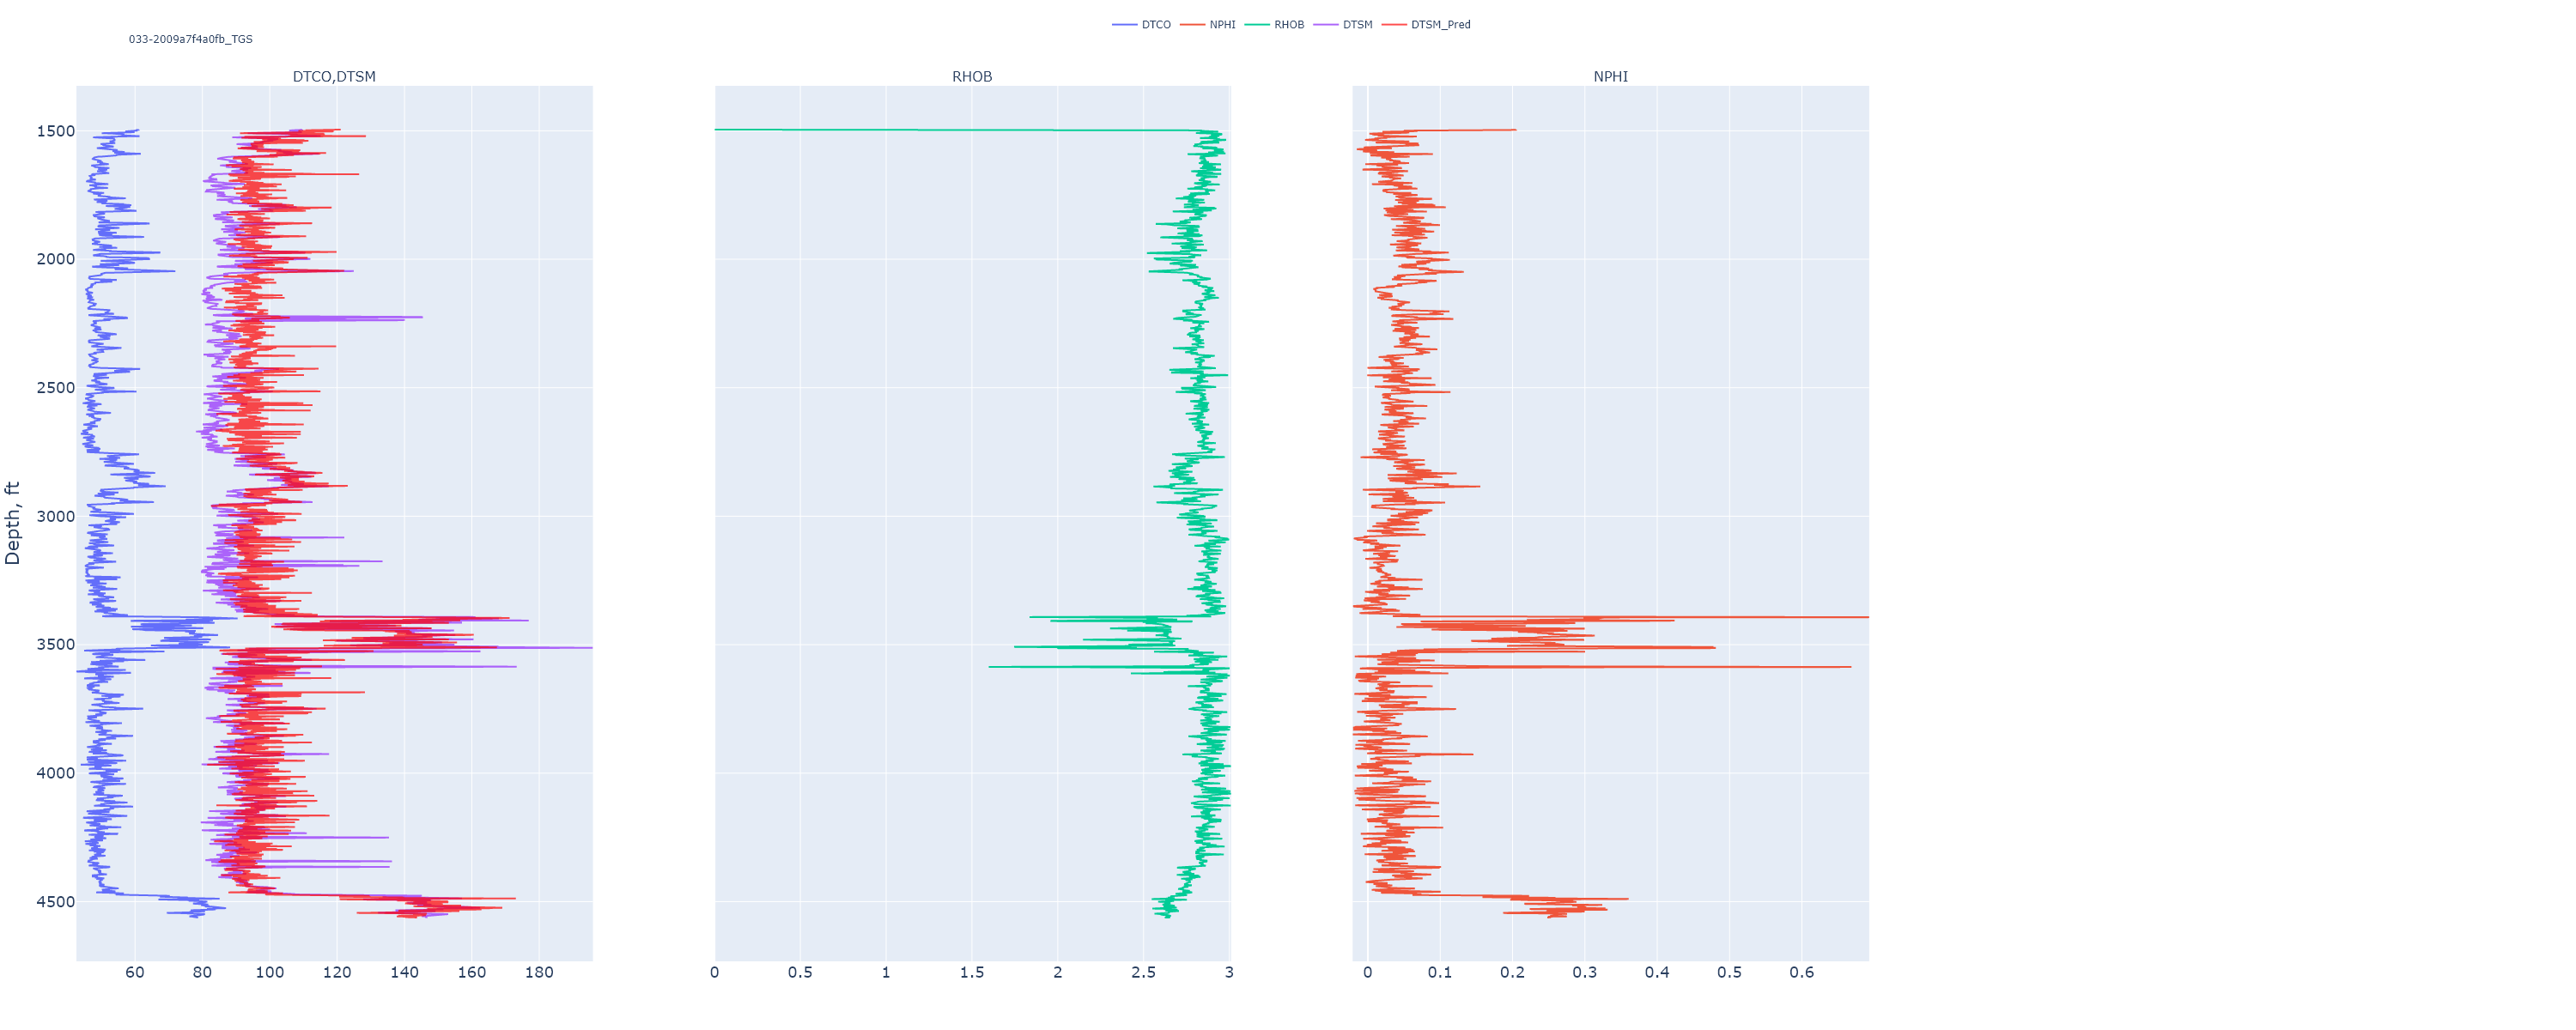 DTCO NPHI RHOB DTSM DTSM_Pred
033-2009a7f4a0fb_TGS
DTCO,DTSM RHOB NPHI
1500
2000
2500
3000
3500
4000
4500
Depth, ft
60 80 100 120 140 160 180
0 0.5 1 1.5 2 2.5 3
0 0.1 0.2 0.3 0.4 0.5 0.6